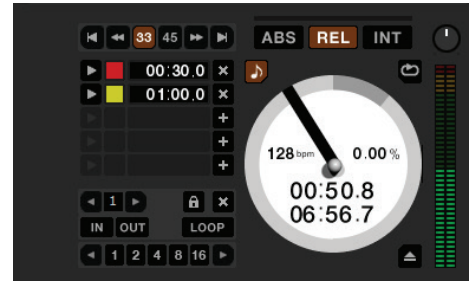 33 45 ABS REL INT
00:30.0
01:00.0
128 bpm 0.00%
00:50.8
06:56.7
1
IN OUT LOOP
1 2 4 8 16